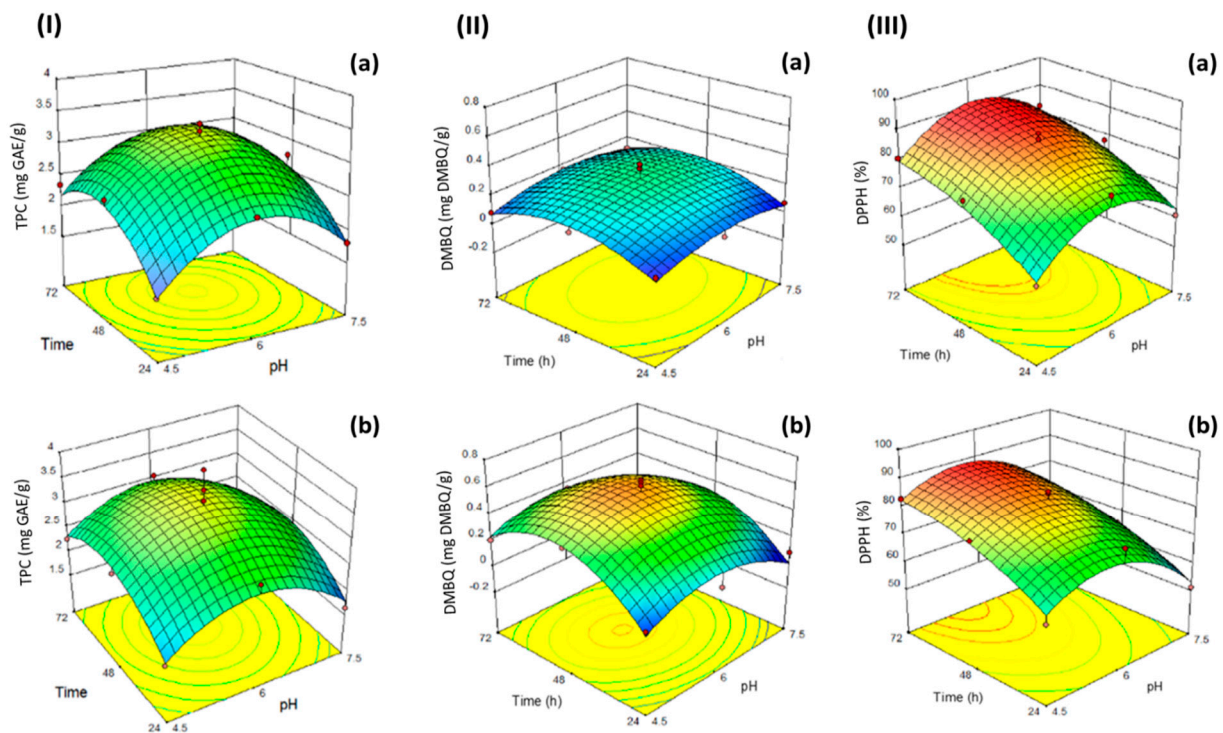 (I)
(a)
4
3.5
3
2.5
2
1.5
TPC (mg GAE/g)
72
48
24
Time
4.5
6
7.5
pH
(II)
(a)
0.8
0.6
0.4
0.2
0
-0.2
DMBQ (mg DMBQ/g)
72
48
24
Time (h)
4.5
6
7.5
pH
(III)
(a)
100
90
80
70
60
50
DPPH (%)
72
48
24
Time (h)
4.5
6
7.5
pH
(b)
4
3.5
3
2.5
2
1.5
TPC (mg GAE/g)
72
48
24
Time
4.5
6
7.5
pH
(b)
0.8
0.6
0.4
0.2
0
-0.2
DMBQ (mg DMBQ/g)
72
48
24
Time (h)
4.5
6
7.5
pH
(b)
100
90
80
70
60
50
DPPH (%)
72
48
24
Time (h)
4.5
6
7.5
pH